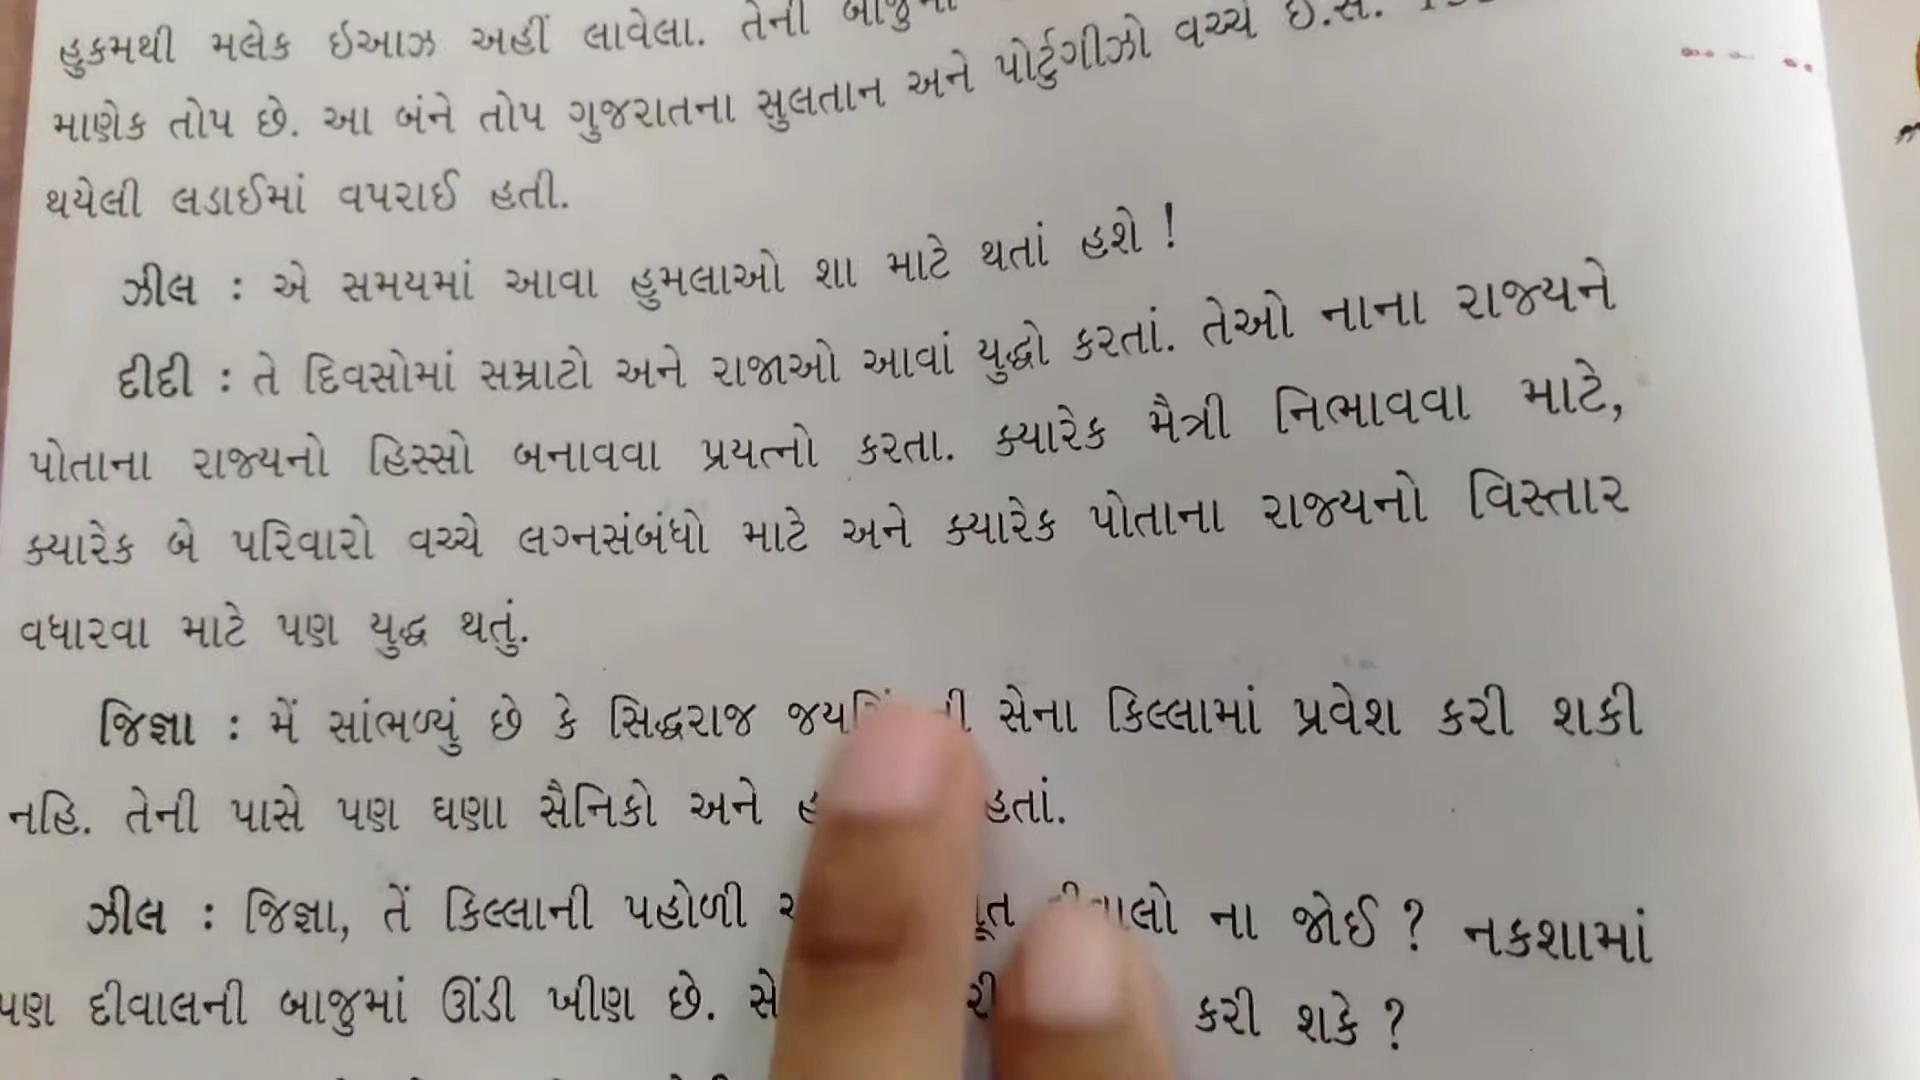 હુકમથી મલેક ઈઆઝ અહીં લાવેલા. તેની
માણેક તોપ છે. આ બંને તોપ ગુજરાતના સુલતાન અને પોર્ટુગીઝો વચ્ચે ઈ.સ.
થયેલી લડાઈમાં વપરાઈ હતી.
ઝીલ : એ સમયમાં આવા હુમલાઓ શા માટે થતાં હશે !
દીદી : તે દિવસોમાં સમ્રાટો અને રાજાઓ આવાં યુદ્ધો કરતાં. તેઓ નાના રાજ્યને
પોતાના રાજ્યનો હિસ્સો બનાવવા પ્રયત્નો કરતા. ક્યારેક મૈત્રી નિભાવવા માટે,
ક્યારેક બે પરિવારો વચ્ચે લગ્નસંબંધો માટે અને ક્યારેક પોતાના રાજ્યનો વિસ્તાર
વધારવા માટે પણ યુદ્ધ થતું.
જિજ્ઞા : મેં સાંભળ્યું છે કે સિદ્ધરાજ સેના કિલ્લામાં પ્રવેશ કરી શકી
નહિ. તેની પાસે પણ ઘણા સૈનિકો અને હતાં.
ઝીલ : જિજ્ઞા, તેં કિલ્લાની પહોળી ના જોઈ ? નકશામાં
પણ દીવાલની બાજુમાં ઊંડી ખીણ છે. કરી શકે ?